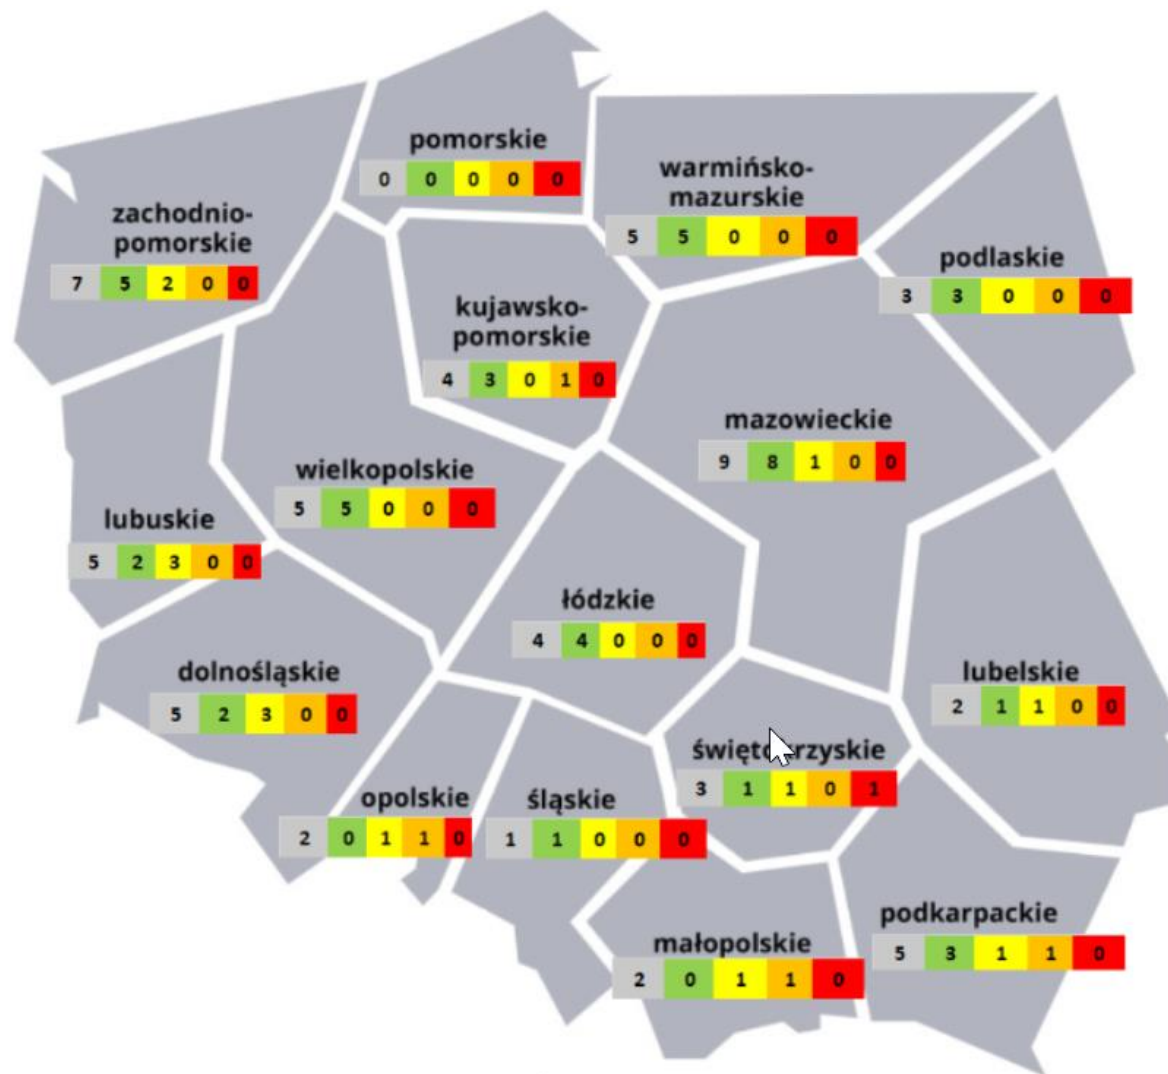 pomorskie
0 0 0 0 0
warmińsko-
mazurskie
5 5 0 0 0
zachodnio-
pomorskie
7 5 2 0 0
podlaskie
3 3 0 0 0
kujawsko-
pomorskie
4 3 0 1 0
mazowieckie
9 8 1 0 0
wielkopolskie
5 5 0 0 0
lubuskie
5 2 3 0 0
łódzkie
4 4 0 0 0
dolnośląskie
5 2 3 0 0
lubelskie
2 1 1 0 0
3 1 1 0 1
opolskie
2 0 1 1 0
śląskie
1 1 0 0 0
podkarpackie
5 3 1 1 0
małopolskie
2 0 1 1 0